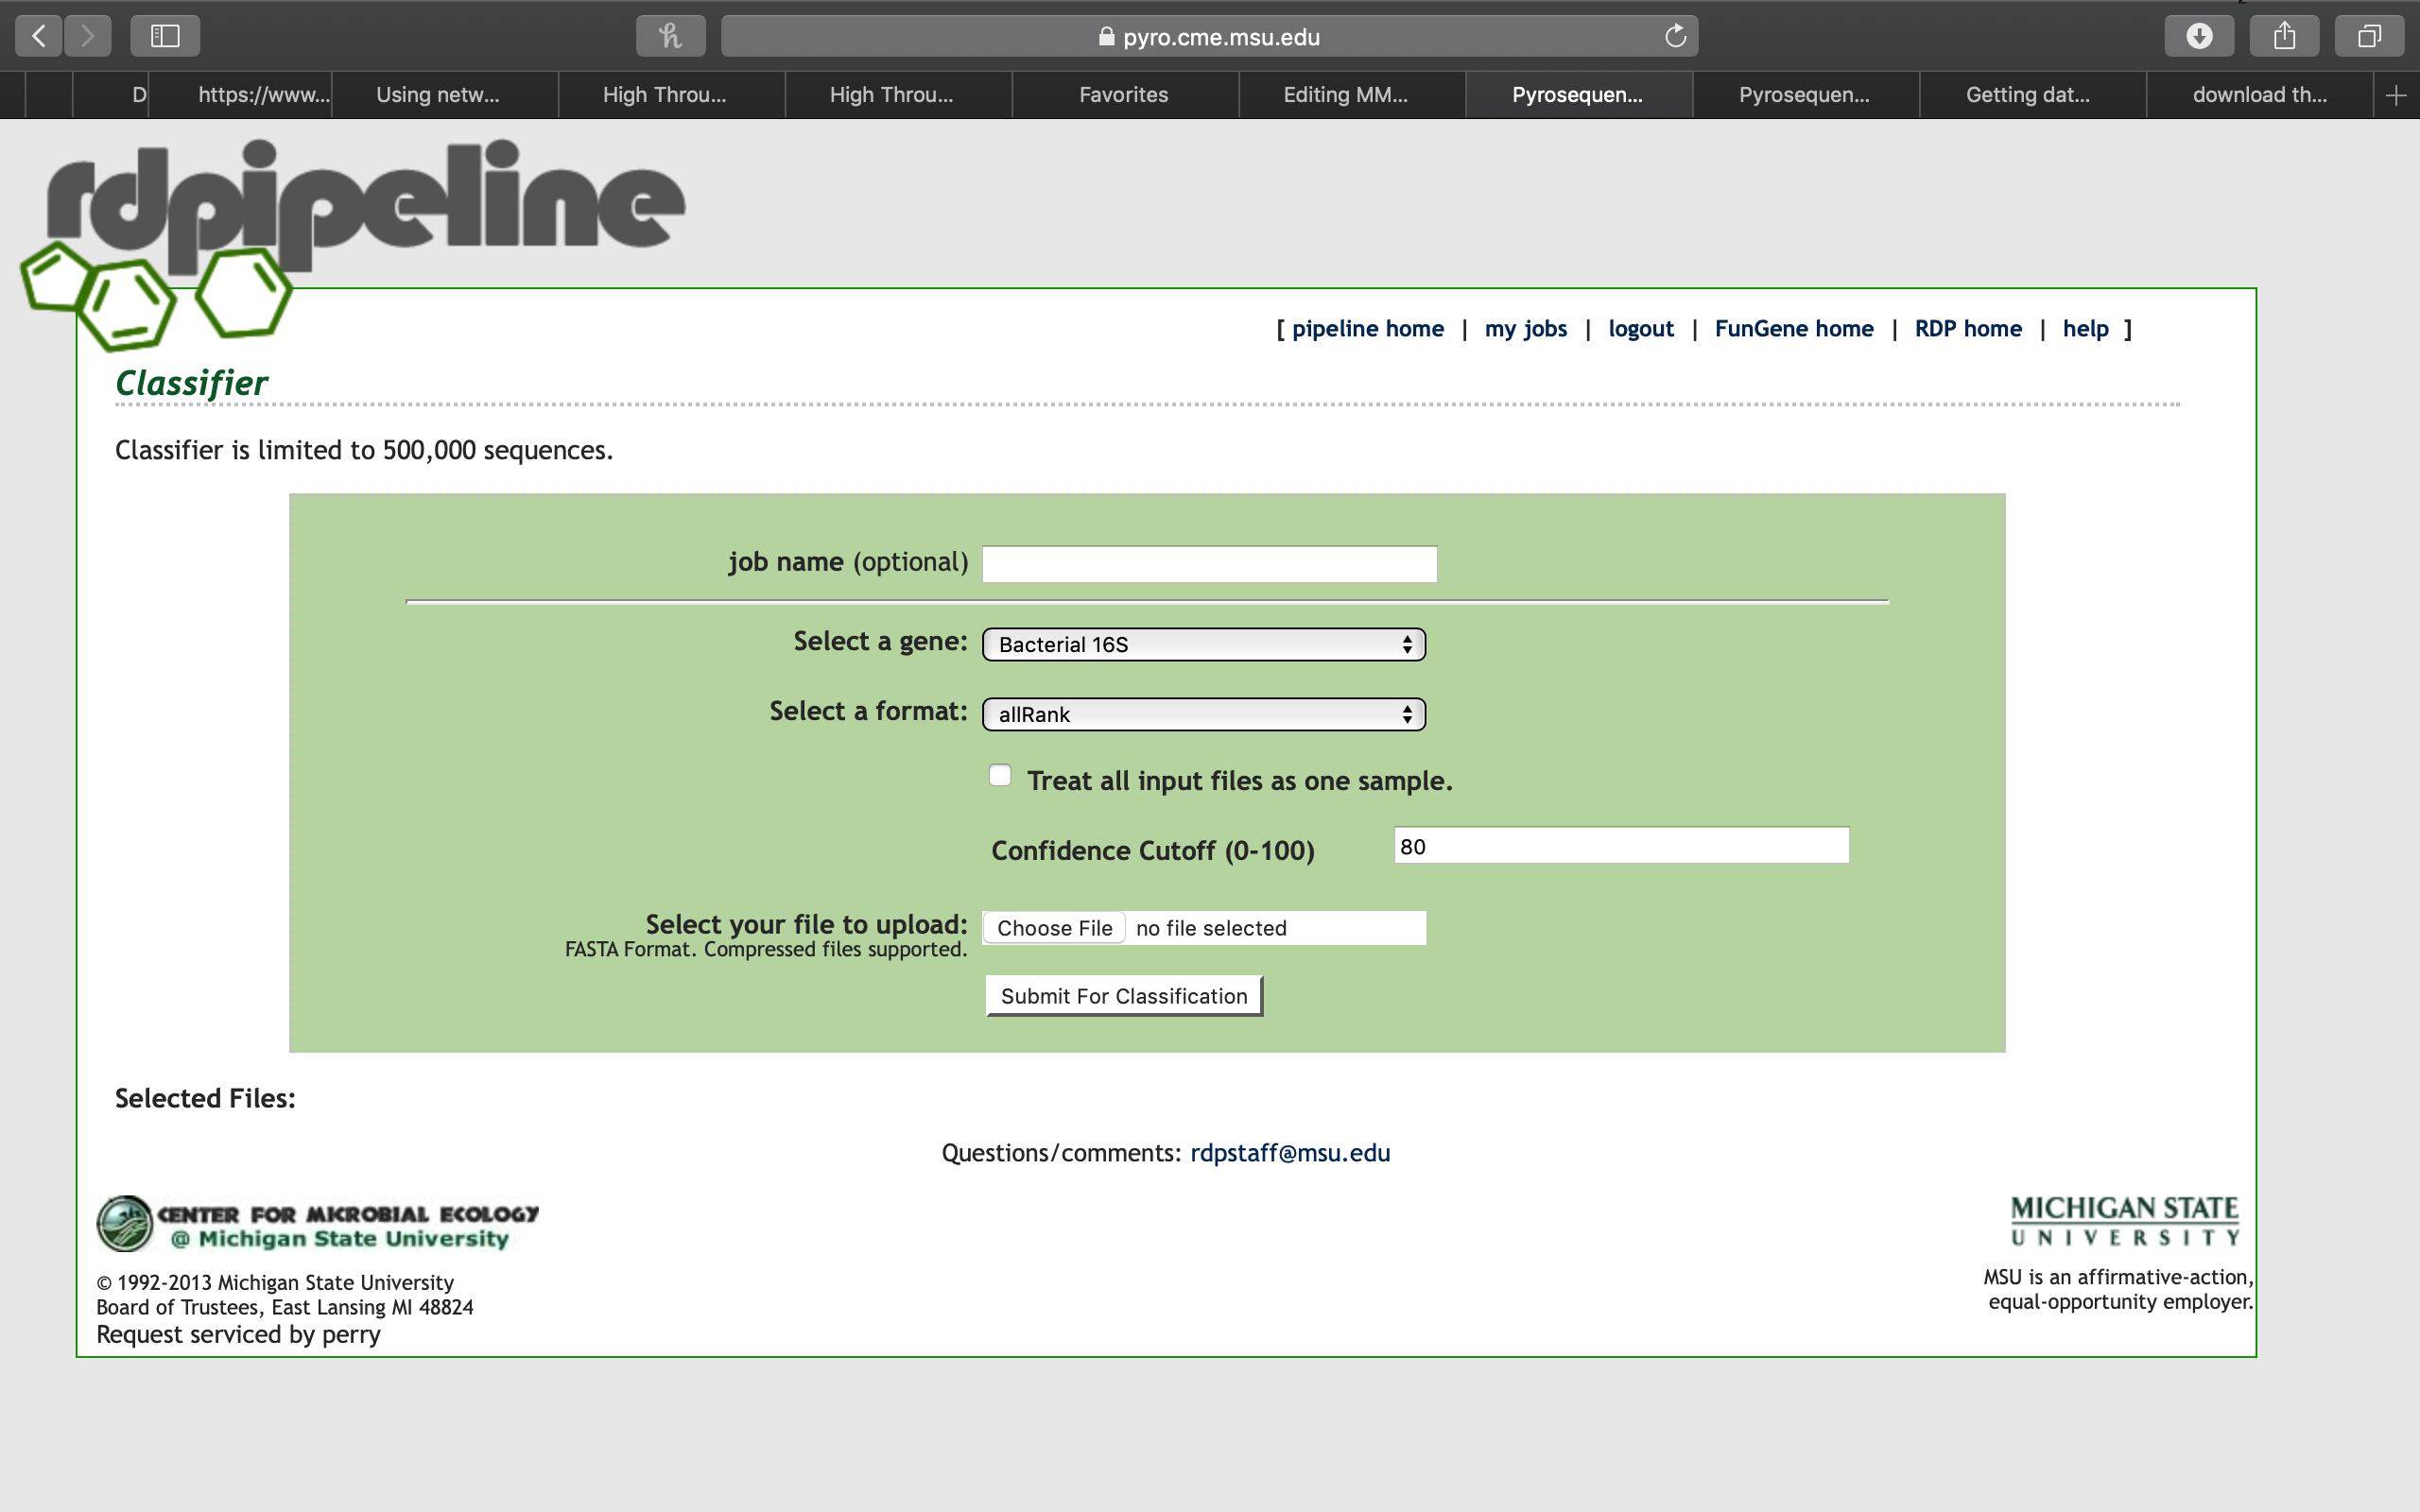 pyro.cme.msu.edu
D
https://www...
Using netw...
High Throu...
High Throu...
Favorites
Editing MM...
Pyrosequen...
Pyrosequen...
Getting dat...
download th...
rdpipeline
[ pipeline home | my jobs | logout | FunGene home | RDP home | help ]
Classifier
Classifier is limited to 500,000 sequences.
job name (optional)
Select a gene: Bacterial 16S
Select a format: allRank
Treat all input files as one sample.
Confidence Cutoff (0-100) 80
Select your file to upload: Choose File no file selected
FASTA Format. Compressed files supported.
Submit For Classification
Selected Files:
Questions/comments: rdpstaff@msu.edu
CENTER FOR MICROBIAL ECOLOGY
@ Michigan State University
© 1992-2013 Michigan State University
Board of Trustees, East Lansing MI 48824
Request serviced by perry
MICHIGAN STATE
UNIVERSITY
MSU is an affirmative-action,
equal-opportunity employer.